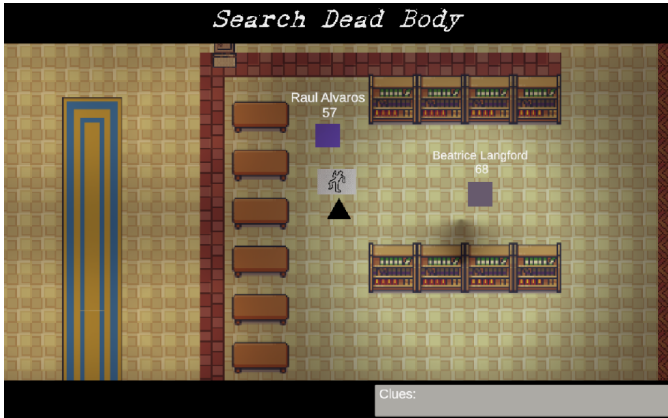 Search Dead Body
Raul Alvaros
57
Beatrice Langford
68
Clues: